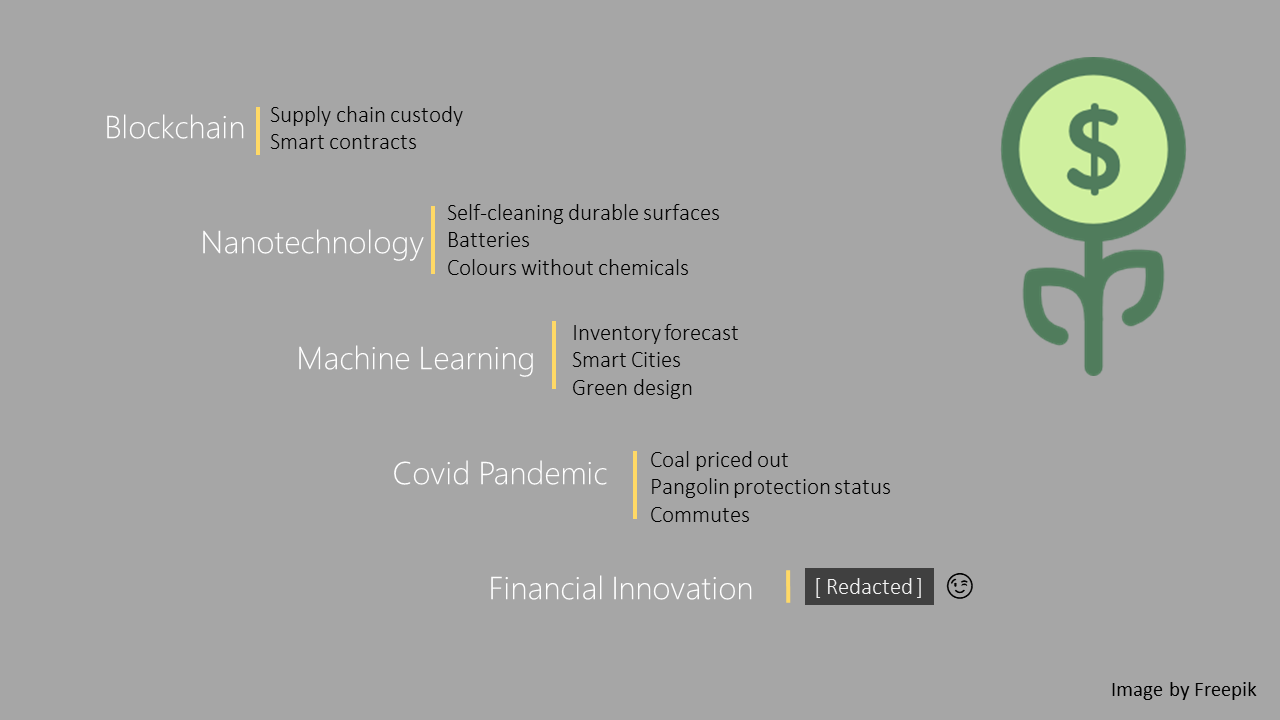 Blockchain
Supply chain custody
Smart contracts
Nanotechnology
Self-cleaning durable surfaces
Batteries
Colours without chemicals
Machine Learning
Inventory forecast
Smart Cities
Green design
Covid Pandemic
Coal priced out
Pangolin protection status
Commutes
Financial Innovation
[ Redacted ]
$
Image by Freepik